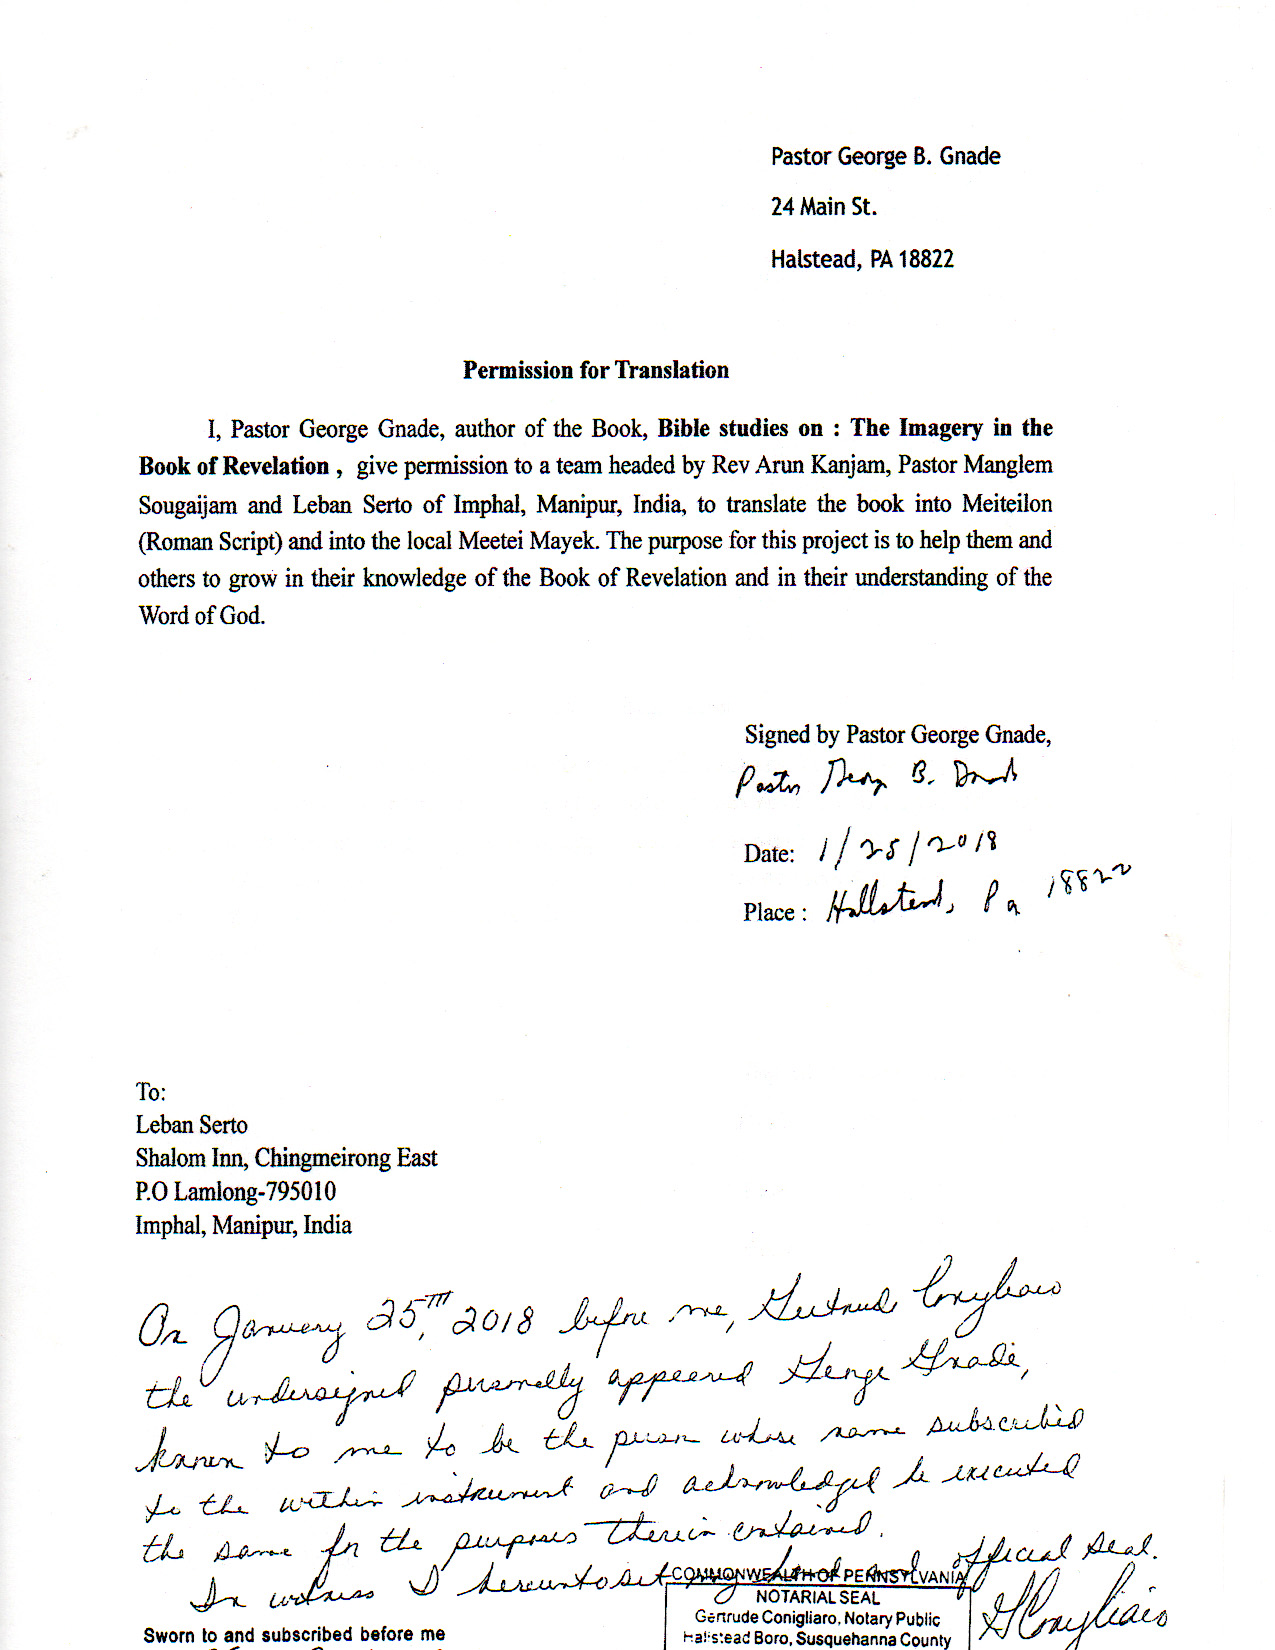 Pastor George B. Gnade
24 Main St.
Halstead, PA 18822
Permission for Translation
I, Pastor George Gnade, author of the Book, Bible studies on : The Imagery in the
Book of Revelation , give permission to a team headed by Rev Arun Kanjam, Pastor Manglem
Sougaijam and Leban Serto of Imphal, Manipur, India, to translate the book into Meiteilon
(Roman Script) and into the local Meetei Mayek. The purpose for this project is to help them and
others to grow in their knowledge of the Book of Revelation and in their understanding of the
Word of God.
Signed by Pastor George Gnade,
Pastor George B. Gnade
Date: 1/25/2018
Place : Hallstead, Pa 18822
To:
Leban Serto
Shalom Inn, Chingmeirong East
P.O Lamlong-795010
Imphal, Manipur, India
On January 25, TH 2018 before me, Gertrude Conigliaro
the undersigned personally appeared George Gnade,
known to me to be the person whose name subscribed
to the within instrument and acknowledged he executed
the same for the purposes therein contained.
In witness I hereunto set my hand and official seal.
COMMONWEALTH OF PENNSYLVANIA
NOTARIAL SEAL
Gertrude Conigliaro, Notary Public
Halstead Boro, Susquehanna County
G Conigliaro
Sworn to and subscribed before me